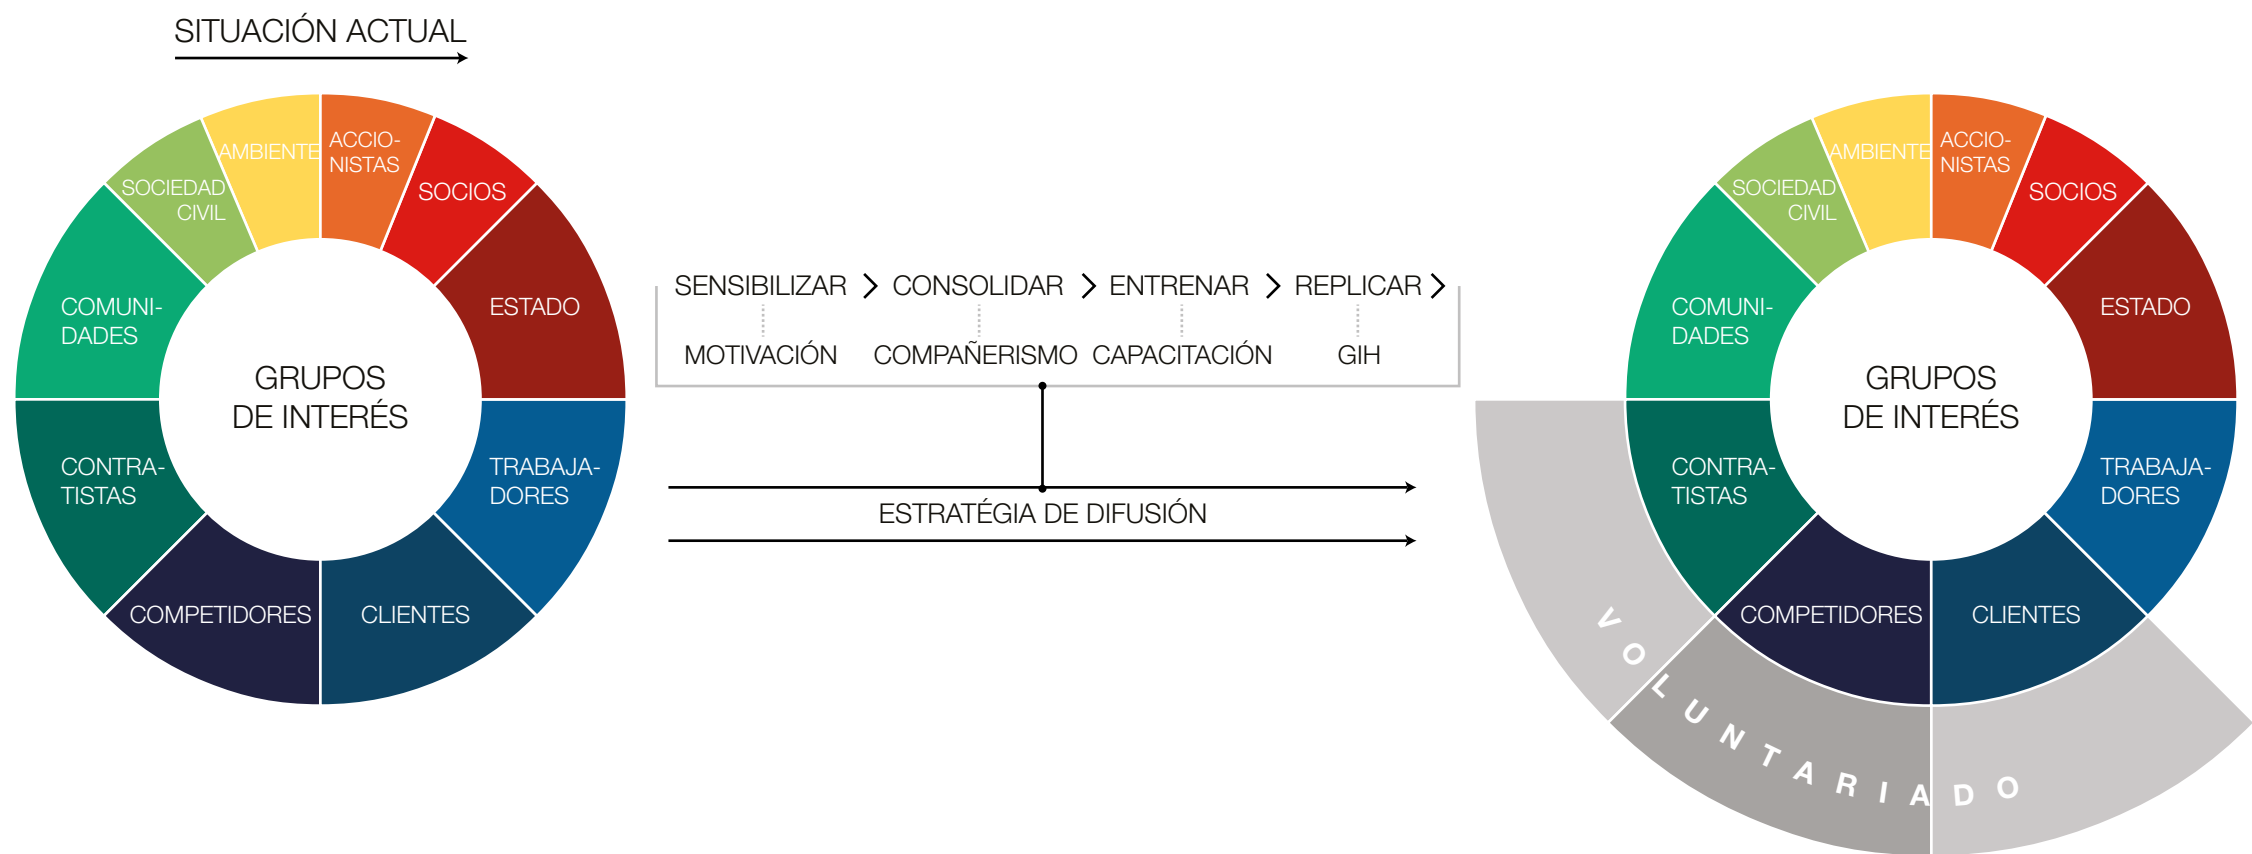 SITUACIÓN ACTUAL
AMBIENTE
ACCIO-
NISTAS
SOCIEDAD
CIVIL
SOCIOS
COMUNI-
DADES
ESTADO
GRUPOS
DE INTERÉS
CONTRA-
TISTAS
TRABAJA-
DORES
COMPETIDORES
CLIENTES
SENSIBILIZAR > CONSOLIDAR > ENTRENAR > REPLICAR >
MOTIVACIÓN COMPAÑERISMO CAPACITACIÓN GIH
ESTRATÉGIA DE DIFUSIÓN
AMBIENTE
ACCIO-
NISTAS
SOCIEDAD
CIVIL
SOCIOS
COMUNI-
DADES
ESTADO
GRUPOS
DE INTERÉS
CONTRA-
TISTAS
TRABAJA-
DORES
COMPETIDORES
CLIENTES
VOLUNTARIADO